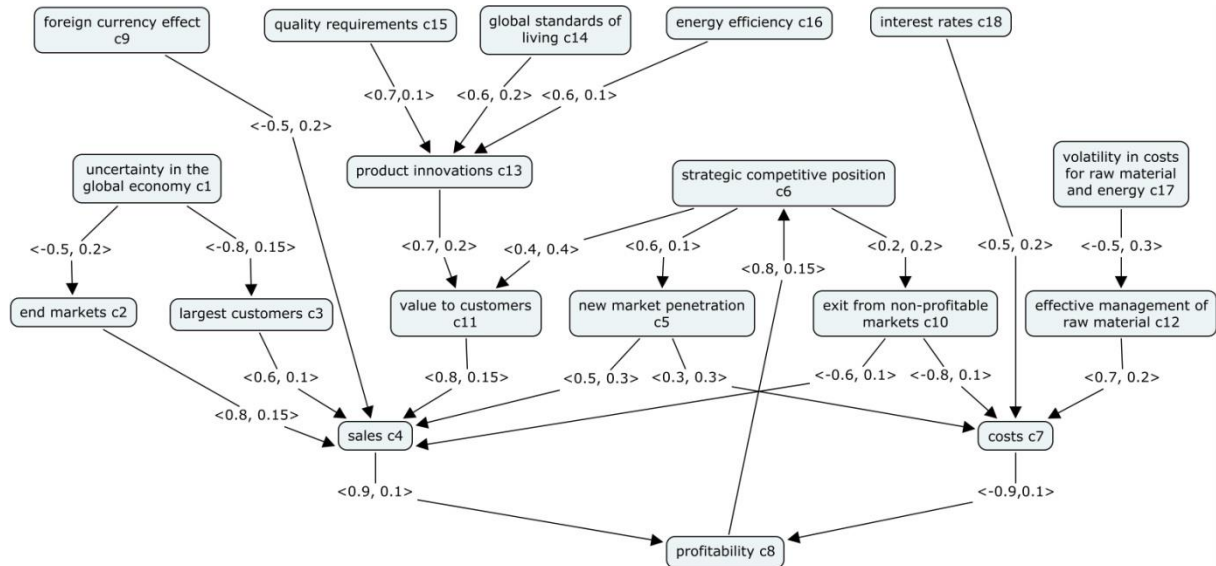 foreign currency effect
c9
quality requirements c15
global standards of
living c14
energy efficiency c16
interest rates c18
<0.7,0.1>
<0.6, 0.2>
<0.6, 0.1>
<-0.5, 0.2>
uncertainty in the
global economy c1
product innovations c13
strategic competitive position
c6
volatility in costs
for raw material
and energy c17
<-0.5, 0.2>
<-0.8, 0.15>
<0.7, 0.2>
<0.4, 0.4>
<0.6, 0.1>
<0.8, 0.15>
<0.2, 0.2>
<0.5, 0.2>
<-0.5, 0.3>
end markets c2
largest customers c3
value to customers
c11
new market penetration
c5
exit from non-profitable
markets c10
effective management of
raw material c12
<0.6, 0.1>
<0.8, 0.15>
<0.5, 0.3>
<0.3, 0.3>
<-0.6, 0.1>
<-0.8, 0.1>
<0.7, 0.2>
<0.8, 0.15>
sales c4
costs c7
<0.9, 0.1>
<-0.9,0.1>
profitability c8